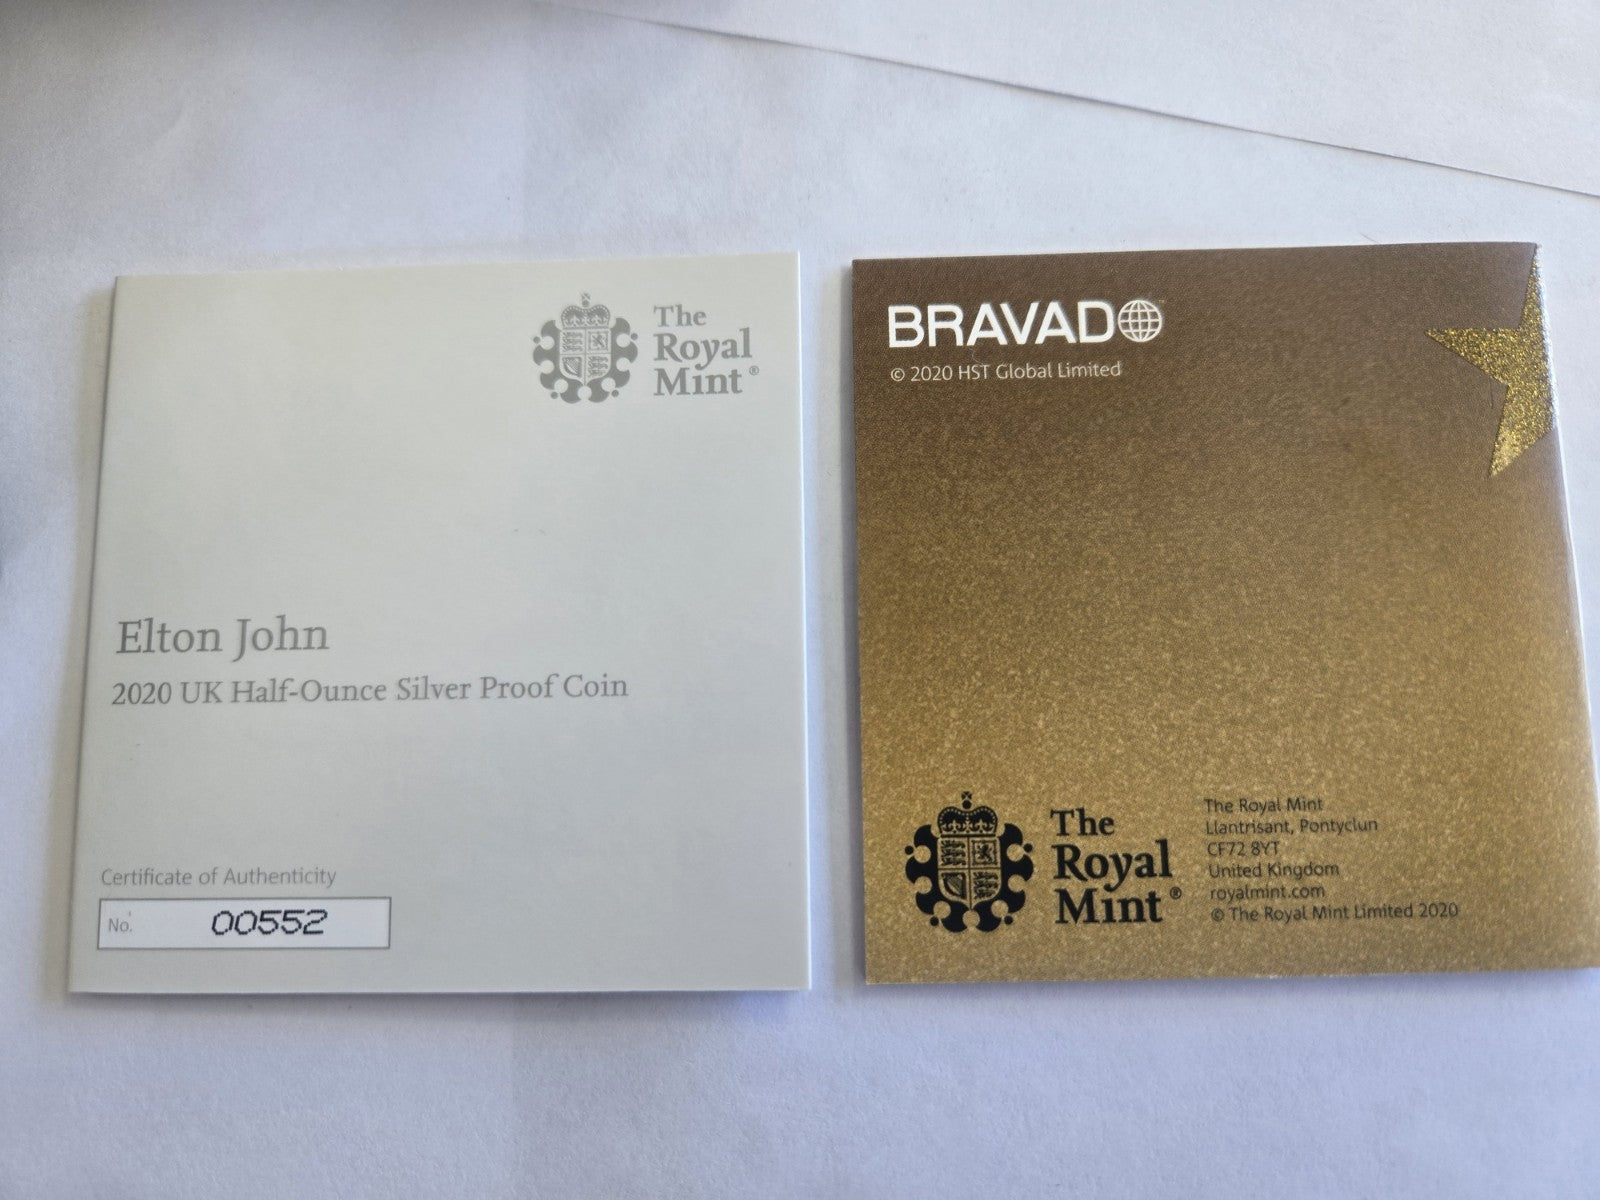 The
Royal
Mint®
Elton John
2020 UK Half-Ounce Silver Proof Coin
Certificate of Authenticity
No. 00552
BRAVADO
© 2020 HST Global Limited
The
Royal
Mint®
The Royal Mint
Llantrisant, Pontyclun
CF72 8YT
United Kingdom
royalmint.com
© The Royal Mint Limited 2020